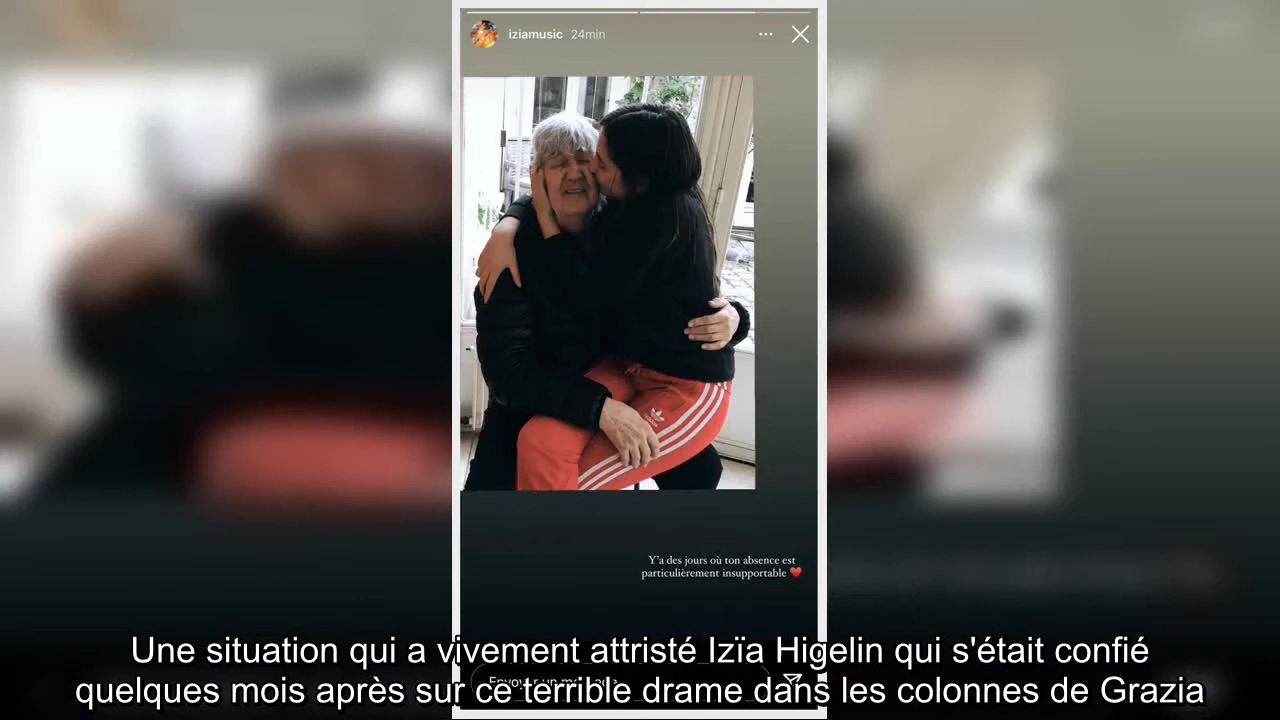 iziamusic 24min
Y'a des jours où ton absence est
particulièrement insupportable ❤️
Une situation qui a vivement attristé Izïa Higelin qui s'était confié
quelques mois après sur ce terrible drame dans les colonnes de Grazia